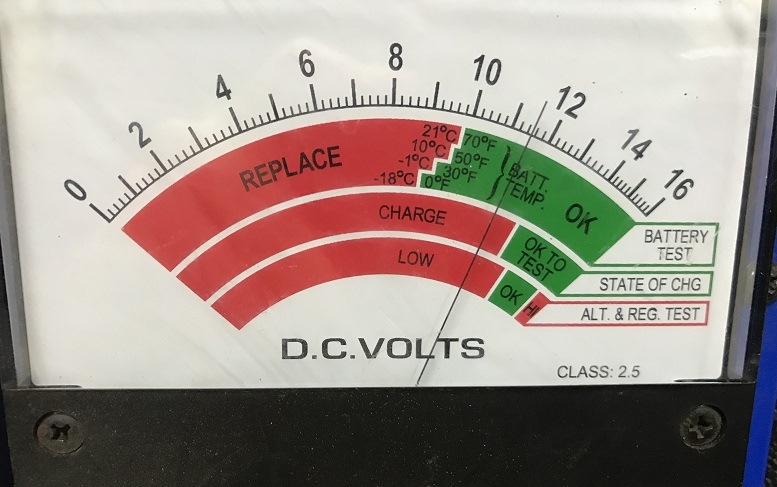 0 2 4 6 8 10 12 14 16
REPLACE
21°C 70°F
10°C 50°F
-1°C 30°F
-18°C 0°F
BATT.
TEMP.
OK
CHARGE
OK TO
TEST
LOW
OK
HI
BATTERY
TEST
STATE OF CHG
ALT. & REG. TEST
D.C.VOLTS
CLASS: 2.5